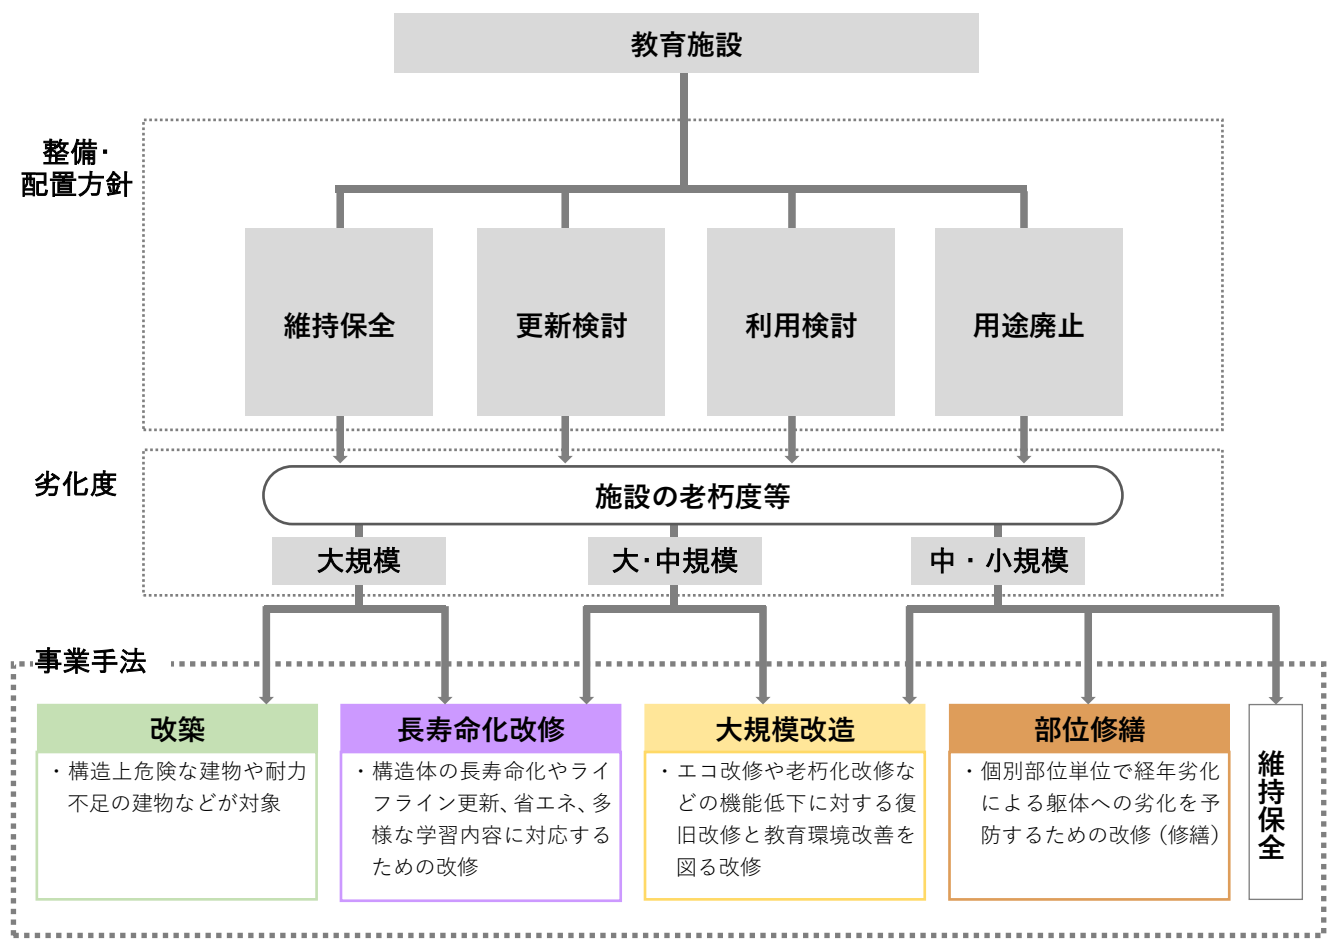 教育施設
整備・
配置方針
維持保全
更新検討
利用検討
用途廃止
劣化度
施設の老朽度等
大規模
大・中規模
中・小規模
事業手法
改築
・構造上危険な建物や耐力
不足の建物などが対象
長寿命化改修
・構造体の長寿命化やライ
フライン更新、省エネ、多
様な学習内容に対応する
ための改修
大規模改造
・エコ改修や老朽化改修な
どの機能低下に対する復
旧改修と教育環境改善を
図る改修
部位修繕
・個別部位単位で経年劣化
による躯体への劣化を予
防するための改修（修繕）
維持保全